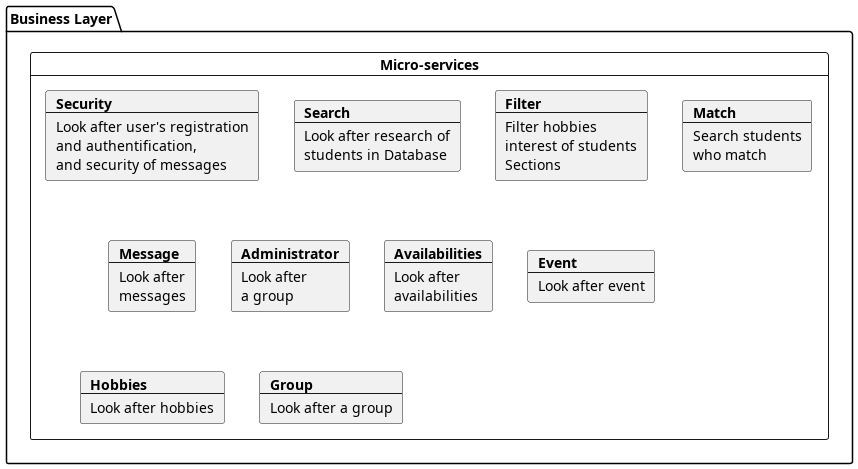 Business Layer
Micro-services
Security
Look after user's registration
and authentification,
and security of messages
Search
Look after research of
students in Database
Filter
Filter hobbies
interest of students
Sections
Match
Search students
who match
Message
Look after
messages
Administrator
Look after
a group
Availabilities
Look after
availabilities
Event
Look after event
Hobbies
Look after hobbies
Group
Look after a group